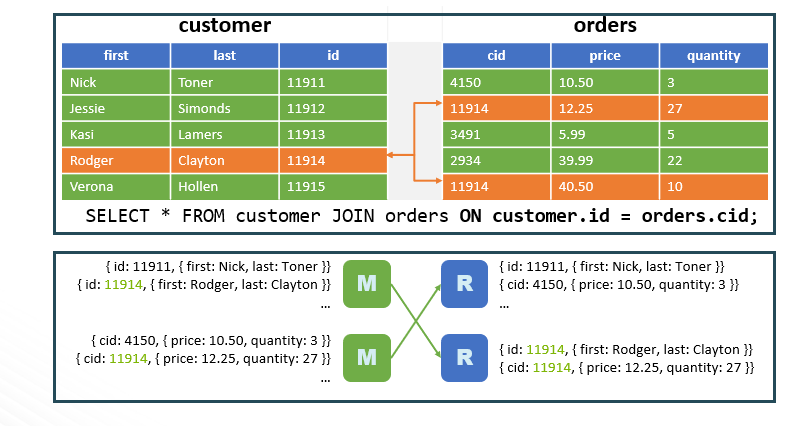 customer orders
first last id cid price quantity
Nick Toner 11911 4150 10.50 3
Jessie Simonds 11912 11914 12.25 27
Kasi Lamers 11913 3491 5.99 5
Rodger Clayton 11914 2934 39.99 22
Verona Hollen 11915 11914 40.50 10
SELECT * FROM customer JOIN orders ON customer.id = orders.cid;
{ id: 11911, { first: Nick, last: Toner }}
{ id: 11914, { first: Rodger, last: Clayton }}
...
M
{ cid: 4150, { price: 10.50, quantity: 3 }}
{ cid: 11914, { price: 12.25, quantity: 27 }}
...
M
R
{ id: 11911, { first: Nick, last: Toner }}
{ cid: 4150, { price: 10.50, quantity: 3 }}
...
R
{ id: 11914, { first: Rodger, last: Clayton }}
{ cid: 11914, { price: 12.25, quantity: 27 }}